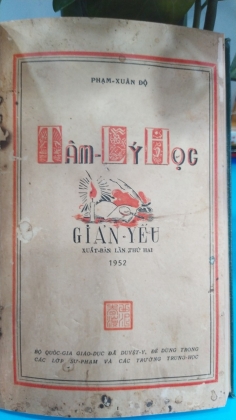 PHẠM-XUÂN ĐỘ
TÂM-LÝ HỌC
GIẢN-YẾU
XUẤT-BẢN LẦN THỨ HAI
1952
BỘ QUỐC-GIA GIÁO-DỤC ĐÃ DUYỆT-Y, ĐỂ DÙNG TRONG
CÁC LỚP SƯ-PHẠM VÀ CÁC TRƯỜNG TRUNG-HỌC